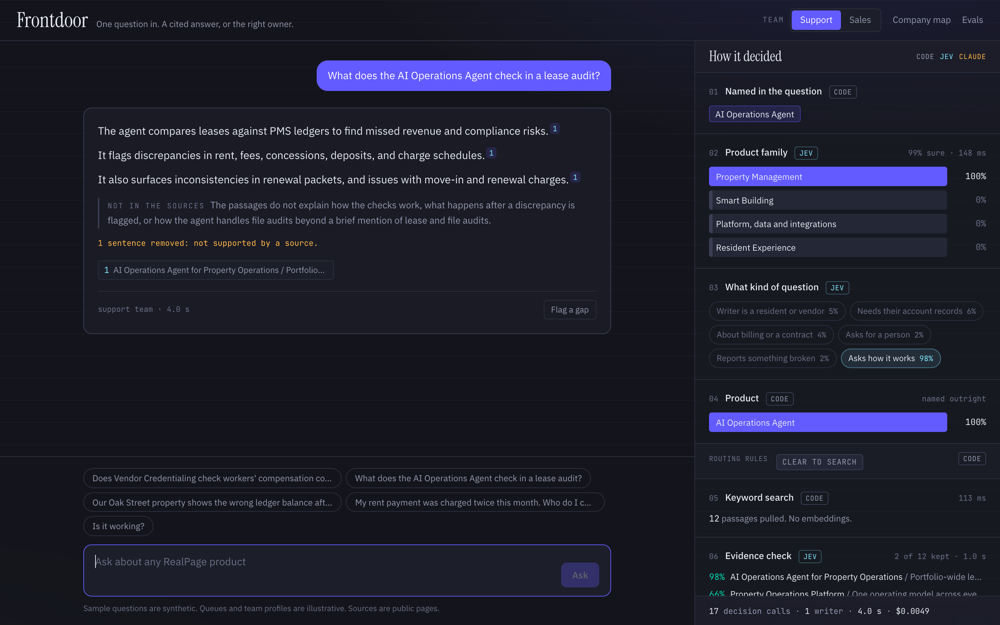 Frontdoor
One question in. A cited answer, or the right owner.
TEAM
Support
Sales
Company map
Evals
What does the AI Operations Agent check in a lease audit?
The agent compares leases against PMS ledgers to find missed revenue and compliance risks. 1
It flags discrepancies in rent, fees, concessions, deposits, and charge schedules. 1
It also surfaces inconsistencies in renewal packets, and issues with move-in and renewal charges. 1
NOT IN THE SOURCES The passages do not explain how the checks work, what happens after a discrepancy is
flagged, or how the agent handles file audits beyond a brief mention of lease and file audits.
1 sentence removed: not supported by a source.
1 AI Operations Agent for Property Operations / Portfolio...
support team · 4.0 s
Flag a gap
Does Vendor Credentialing check workers' compensation co...
What does the AI Operations Agent check in a lease audit?
Our Oak Street property shows the wrong ledger balance aft...
My rent payment was charged twice this month. Who do I c...
Is it working?
Ask about any RealPage product
Ask
Sample questions are synthetic. Queues and team profiles are illustrative. Sources are public pages.
How it decided
CODE JEV CLAUDE
01 Named in the question CODE
AI Operations Agent
02 Product family JEV 99% sure · 148 ms
Property Management 100%
Smart Building 0%
Platform, data and integrations 0%
Resident Experience 0%
03 What kind of question JEV
Writer is a resident or vendor 5%
Needs their account records 6%
About billing or a contract 4%
Asks for a person 2%
Reports something broken 2%
Asks how it works 98%
04 Product CODE named outright
AI Operations Agent 100%
ROUTING RULES CLEAR TO SEARCH CODE
05 Keyword search CODE 113 ms
12 passages pulled. No embeddings.
06 Evidence check JEV 2 of 12 kept · 1.0 s
98% AI Operations Agent for Property Operations / Portfolio-wide le...
66% Property Operations Platform / One operating model across eve...
17 decision calls · 1 writer · 4.0 s · $0.0049